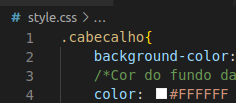 style.css > ...
1 .cabecalho{
2 background-color:
3 /*Cor do fundo da
4 color: #FFFFFF